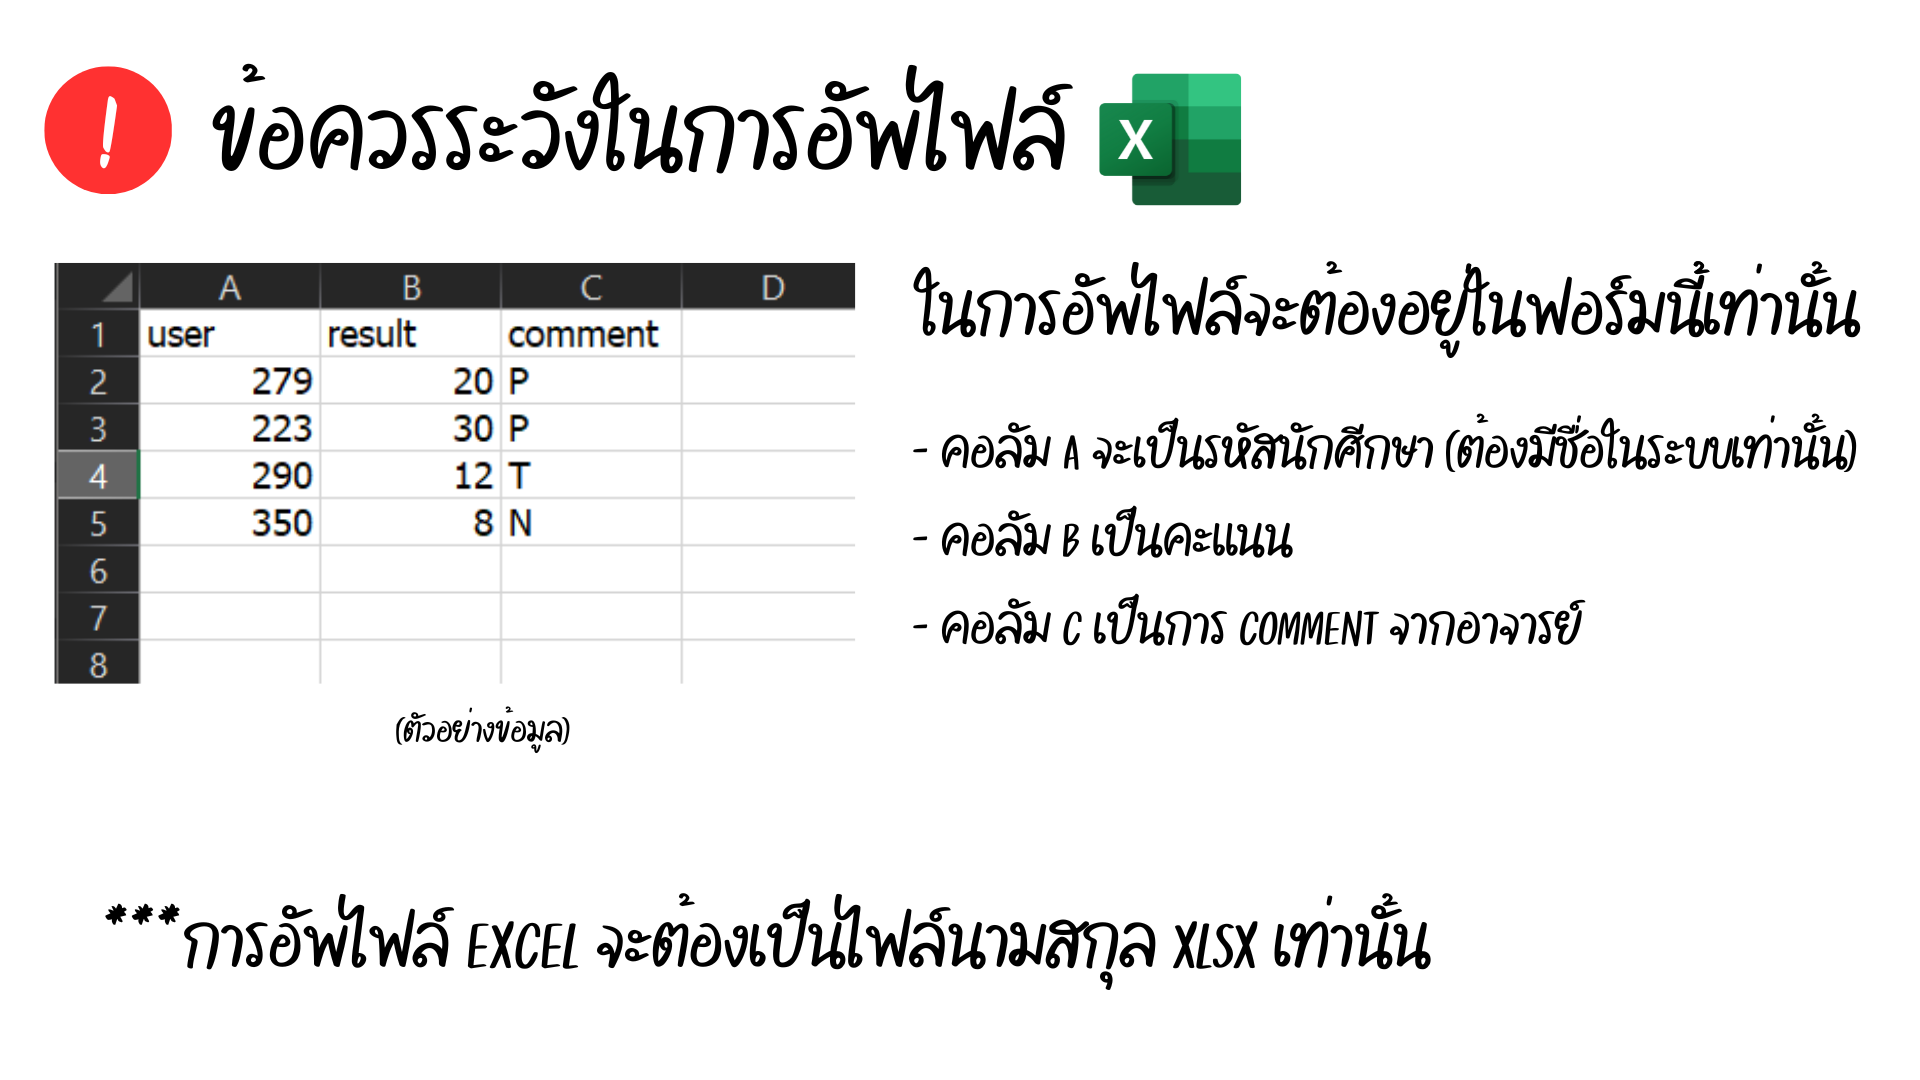 ! ข้อควรระวังในการอัพไฟล์ X
A B C D
1 user result comment
2 279 20 P
3 223 30 P
4 290 12 T
5 350 8 N
6
7
8
(ตัวอย่างข้อมูล)
ในการอัพไฟล์จะต้องอยู่ในฟอร์มนี้เท่านั้น
- คอลัม A จะเป็นรหัสนักศึกษา (ต้องมีชื่อในระบบเท่านั้น)
- คอลัม B เป็นคะแนน
- คอลัม C เป็นการ COMMENT จากอาจารย์
***การอัพไฟล์ EXCEL จะต้องเป็นไฟล์นามสกุล XLSX เท่านั้น